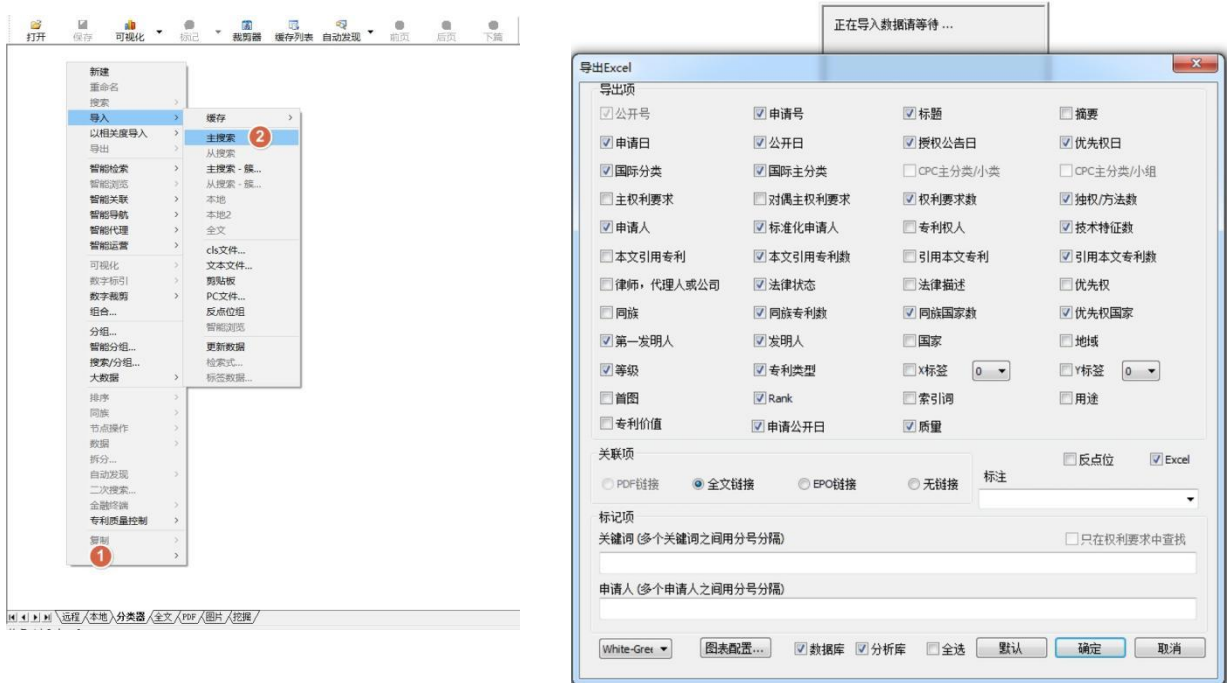 打开 保存 可视化 标记 裁剪器 缓存列表 自动发现 前页 后页 下篇
新建
重命名
搜索
导入
以相关度导入
导出
智能检索
智能浏览
智能关联
智能导航
智能代理
智能运营
可视化
数字标引
数字裁剪
组合...
分组...
智能分组...
搜索/分组...
大数据
排序
同族
节点操作
数据
拆分...
自动发现
二次搜索...
金融终端
专利质量控制
复制
1
缓存
主搜索 2
从搜索
主搜索 - 簇...
从搜索 - 簇...
本地
本地2
全文
cls文件...
文本文件...
剪贴板
PC文件...
反点位组
智能浏览
更新数据
检索式...
标签数据...
远程 本地 分类器 全文 PDF 图片 挖掘
正在导入数据请等待 ...
导出Excel
导出项
公开号 申请号 标题 摘要
申请日 公开日 授权公告日 优先权日
国际分类 国际主分类 CPC主分类/小类 CPC主分类/小组
主权利要求 对偶主权利要求 权利要求数 独权/方法数
申请人 标准化申请人 专利权人 技术特征数
本文引用专利 本文引用专利数 引用本文专利 引用本文专利数
律师，代理人或公司 法律状态 法律描述 优先权
同族 同族专利数 同族国家数 优先权国家
第一发明人 发明人 国家 地域
等级 专利类型 X标签 0 Y标签 0
首图 Rank 索引词 用途
专利价值 申请公开日 质量
关联项 反点位 Excel
PDF链接 全文链接 EPO链接 无链接 标注
标记项
关键词(多个关键词之间用分号分隔) 只在权利要求中查找
申请人(多个申请人之间用分号分隔)
White-Gree 图表配置... 数据库 分析库 全选 默认 确定 取消